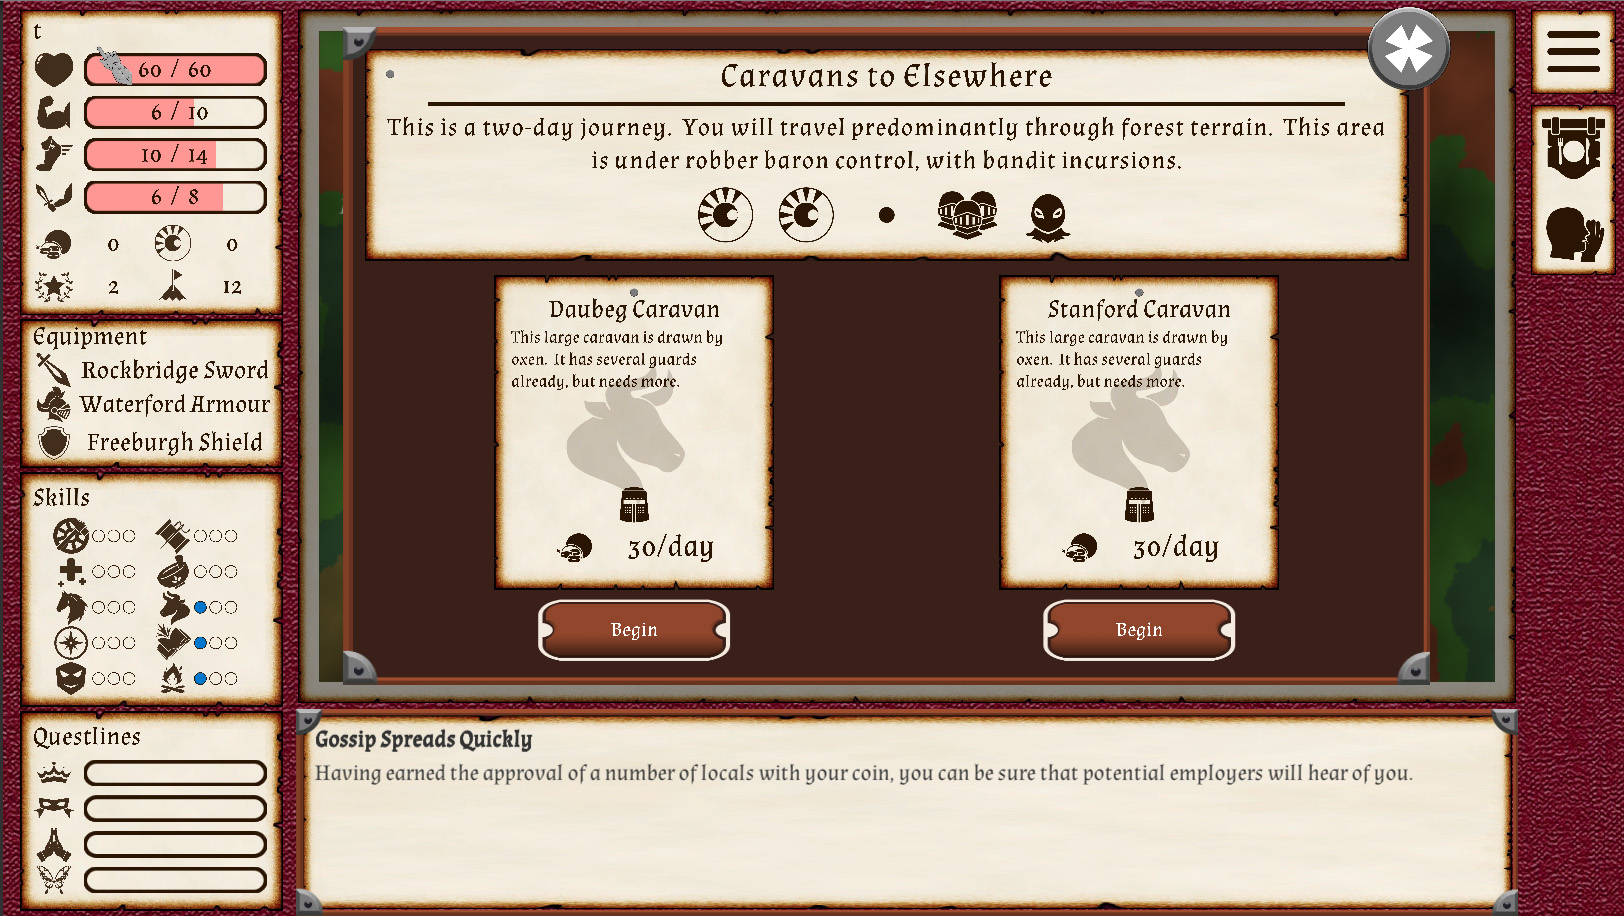 t
60 / 60
6 / 10
10 / 14
6 / 8
0 0
2 12
Equipment
Rockbridge Sword
Waterford Armour
Freeburgh Shield
Skills
Questlines
Caravans to Elsewhere
This is a two-day journey. You will travel predominantly through forest terrain. This area
is under robber baron control, with bandit incursions.
Daubeg Caravan
This large caravan is drawn by
oxen. It has several guards
already, but needs more.
30/day
Begin
Stanford Caravan
This large caravan is drawn by
oxen. It has several guards
already, but needs more.
30/day
Begin
Gossip Spreads Quickly
Having earned the approval of a number of locals with your coin, you can be sure that potential employers will hear of you.